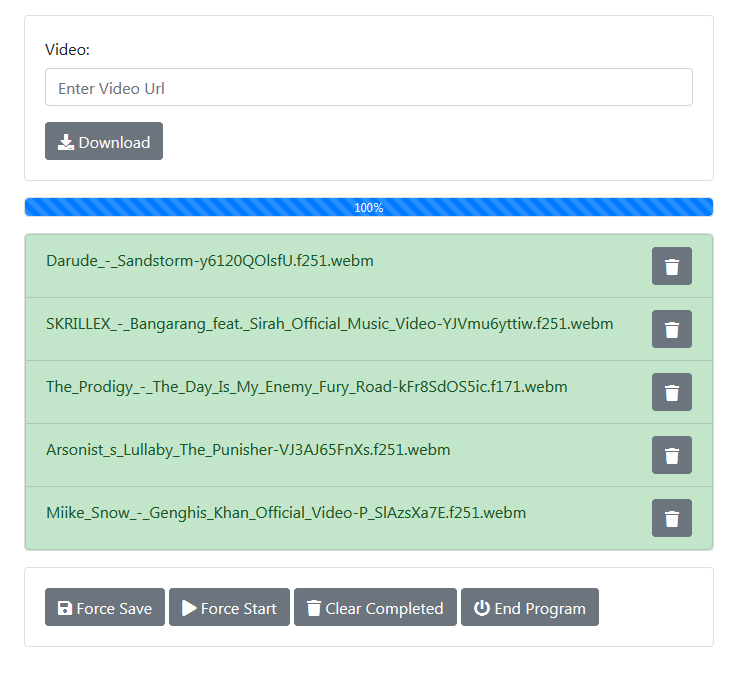 Video:
Enter Video Url
Download
100%
Darude_-_Sandstorm-y6120QOlsfU.f251.webm
SKRILLEX_-_Bangarang_feat._Sirah_Official_Music_Video-YJVmu6yttiw.f251.webm
The_Prodigy_-_The_Day_Is_My_Enemy_Fury_Road-kFr8SdOS5ic.f171.webm
Arsonist_s_Lullaby_The_Punisher-VJ3AJ65FnXs.f251.webm
Miike_Snow_-_Genghis_Khan_Official_Video-P_SlAzsXa7E.f251.webm
Force Save Force Start Clear Completed End Program